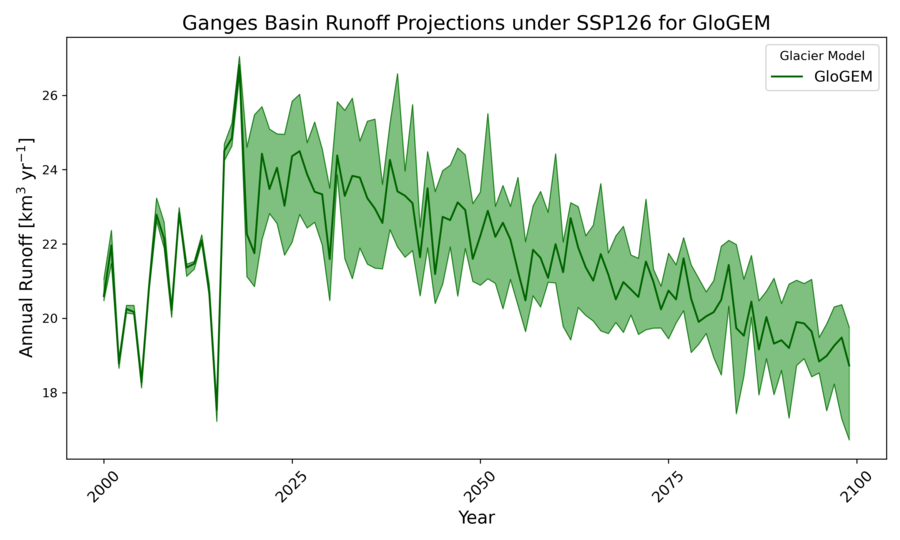 Ganges Basin Runoff Projections under SSP126 for GloGEM
Glacier Model
GloGEM
Annual Runoff [km³ yr⁻¹]
26
24
22
20
18
2000
2025
2050
2075
2100
Year